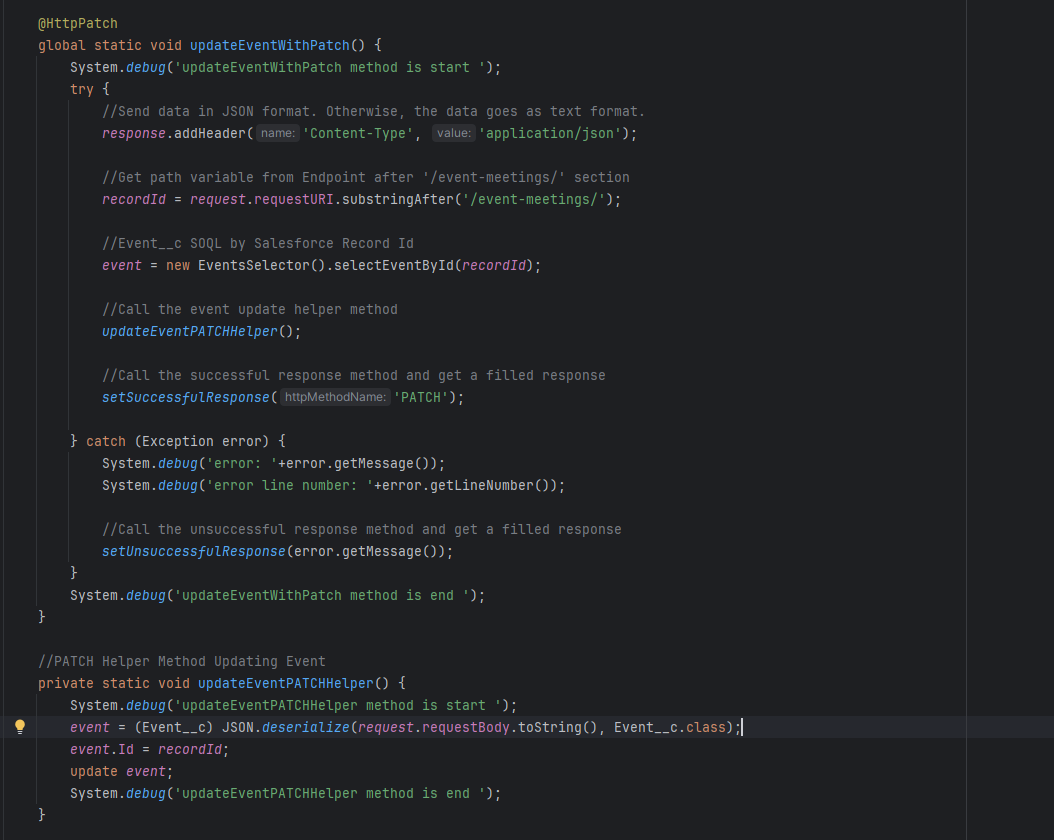 @HttpPatch
global static void updateEventWithPatch() {
System.debug('updateEventWithPatch method is start ');
try {
//Send data in JSON format. Otherwise, the data goes as text format.
response.addHeader( name: 'Content-Type', value: 'application/json');
//Get path variable from Endpoint after '/event-meetings/' section
recordId = request.requestURI.substringAfter('/event-meetings/');
//Event__c SOQL by Salesforce Record Id
event = new EventsSelector().selectEventById(recordId);
//Call the event update helper method
updateEventPATCHHelper();
//Call the successful response method and get a filled response
setSuccessfulResponse( httpMethodName: 'PATCH');
} catch (Exception error) {
System.debug('error: '+error.getMessage());
System.debug('error line number: '+error.getLineNumber());
//Call the unsuccessful response method and get a filled response
setUnsuccessfulResponse(error.getMessage());
}
System.debug('updateEventWithPatch method is end ');
}
//PATCH Helper Method Updating Event
private static void updateEventPATCHHelper() {
System.debug('updateEventPATCHHelper method is start ');
event = (Event__c) JSON.deserialize(request.requestBody.toString(), Event__c.class);
event.Id = recordId;
update event;
System.debug('updateEventPATCHHelper method is end ');
}